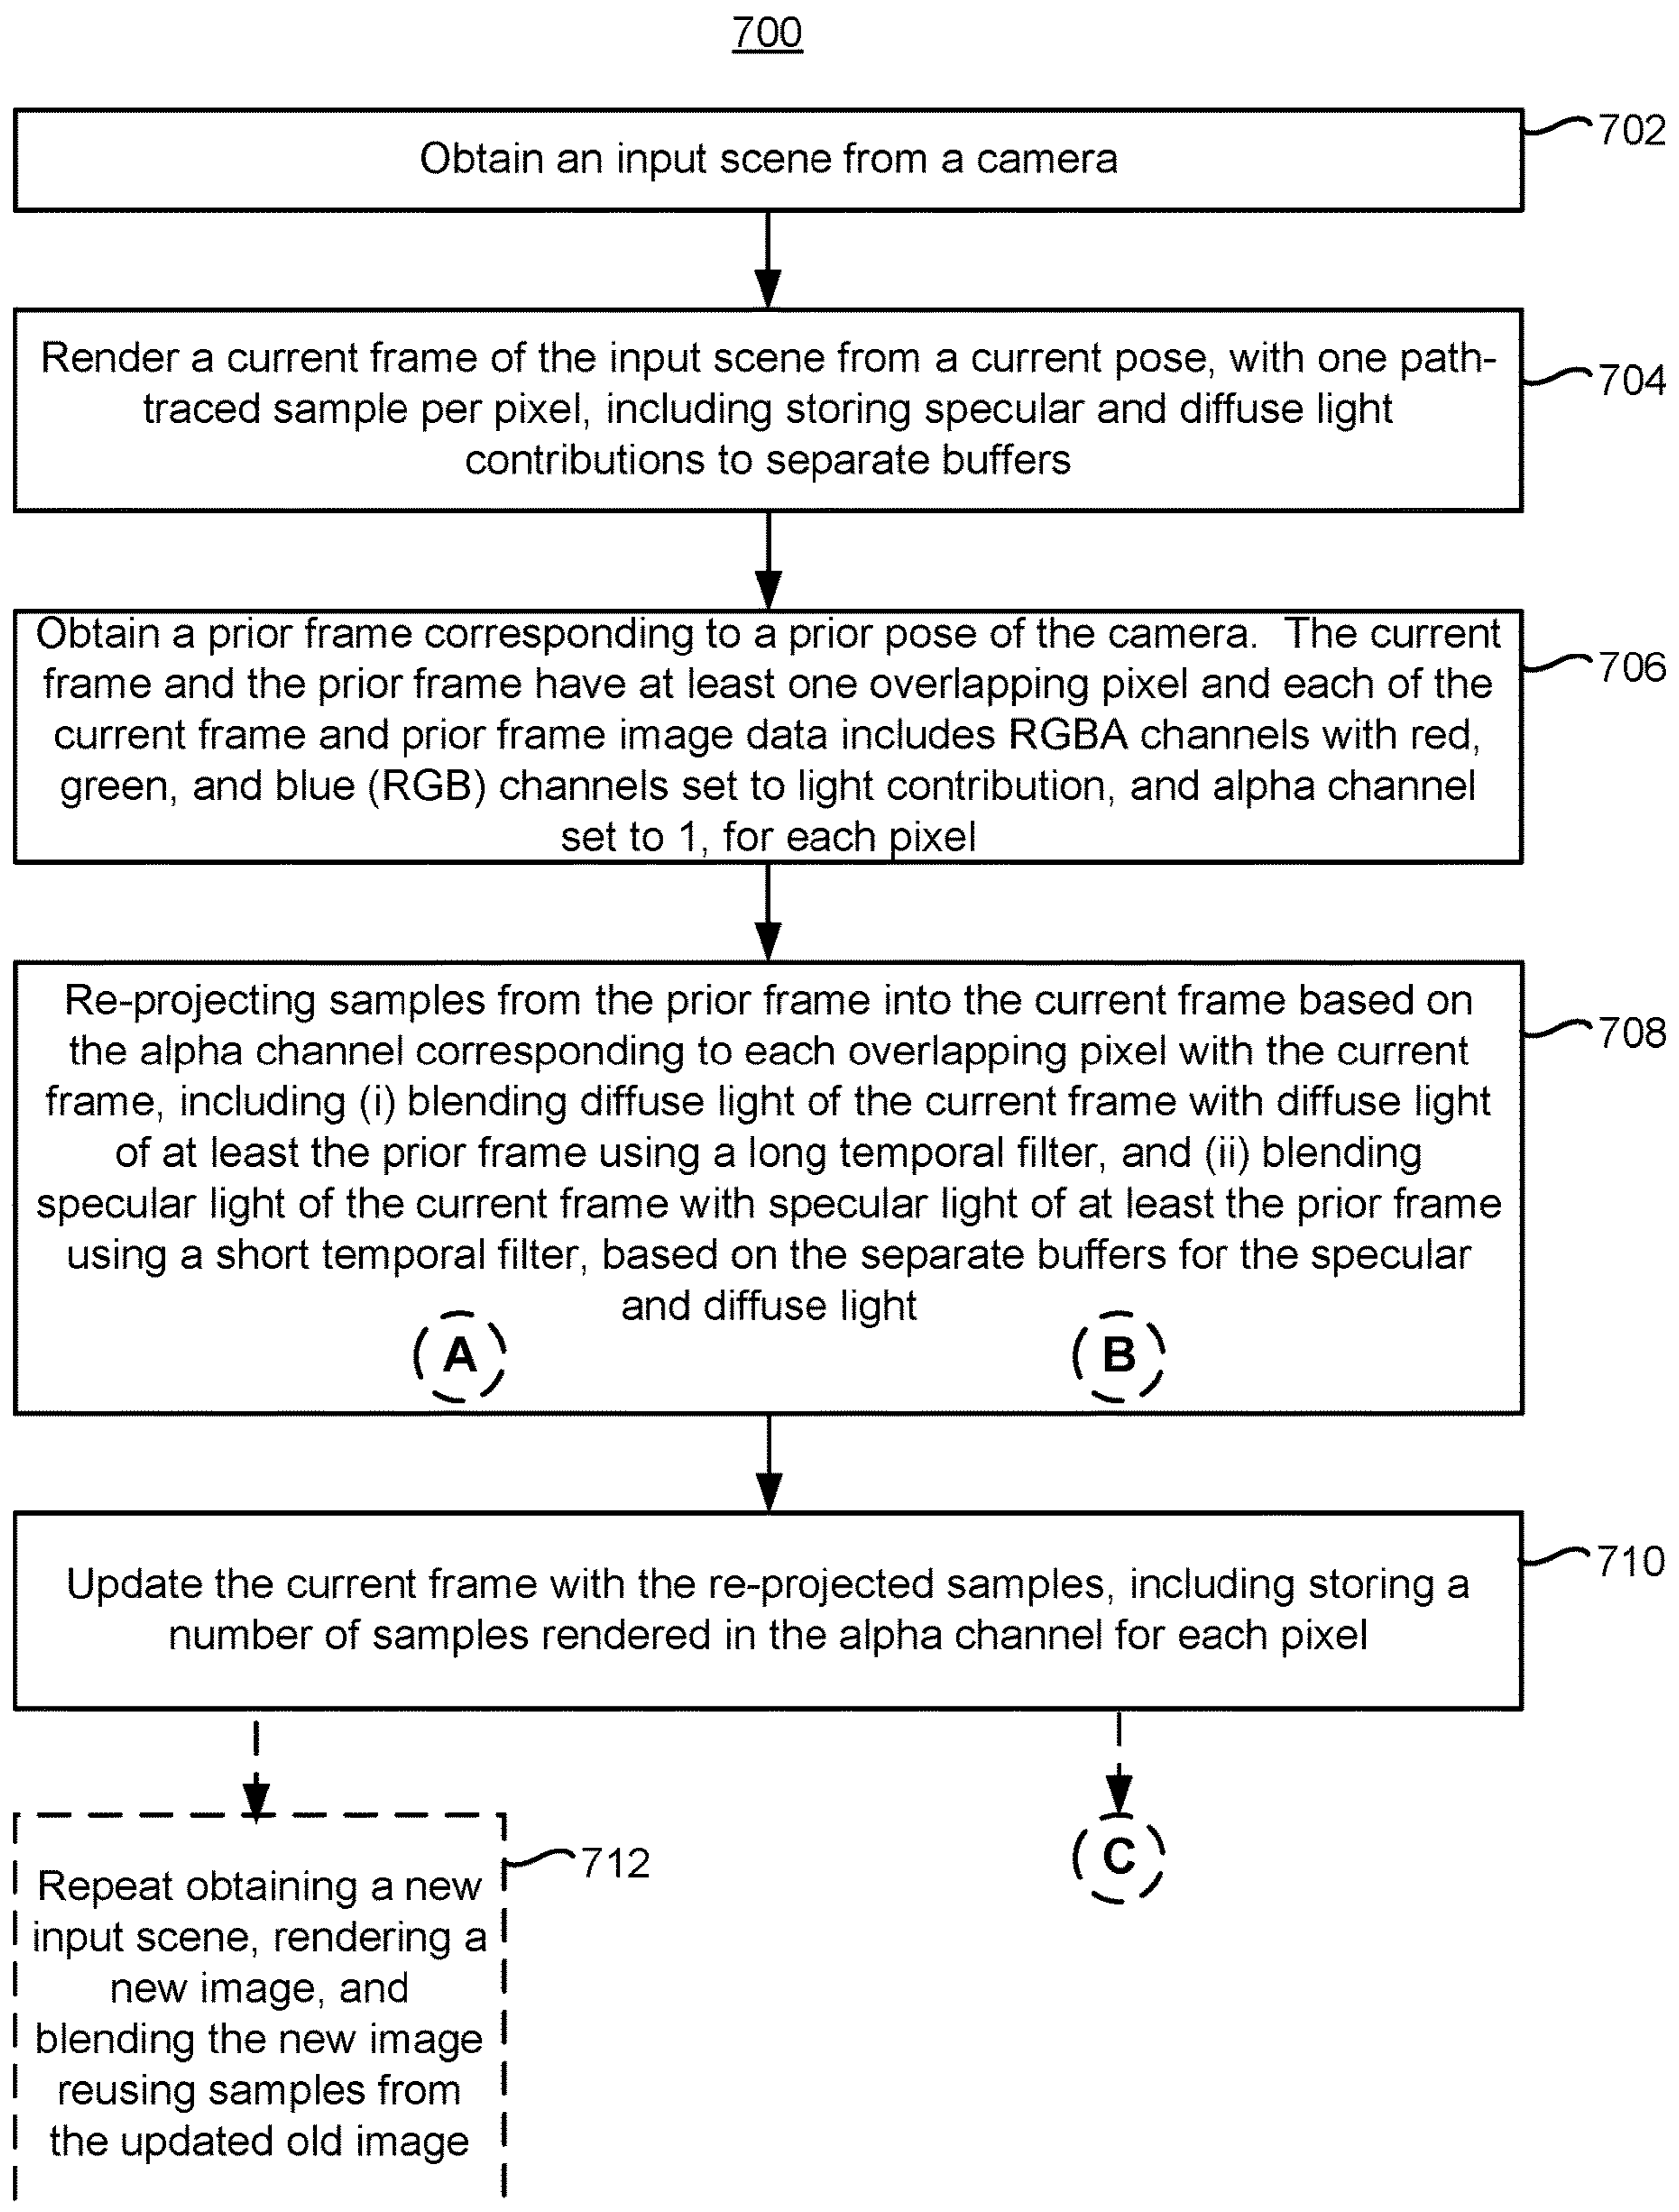 700
702
Obtain an input scene from a camera
Render a current frame of the input scene from a current pose, with one path-
traced sample per pixel, including storing specular and diffuse light
contributions to separate buffers
704
Obtain a prior frame corresponding to a prior pose of the camera.  The current
frame and the prior frame have at least one overlapping pixel and each of the
current frame and prior frame image data includes RGBA channels with red,
green, and blue (RGB) channels set to light contribution, and alpha channel
set to 1, for each pixel
706
Re-projecting samples from the prior frame into the current frame based on
the alpha channel corresponding to each overlapping pixel with the current
frame, including (i) blending diffuse light of the current frame with diffuse light
of at least the prior frame using a long temporal filter, and (ii) blending
specular light of the current frame with specular light of at least the prior frame
using a short temporal filter, based on the separate buffers for the specular
and diffuse light
708
A
B
Update the current frame with the re-projected samples, including storing a
number of samples rendered in the alpha channel for each pixel
710
C
712
Repeat obtaining a new
input scene, rendering a
new image, and
blending the new image
reusing samples from
the updated old image